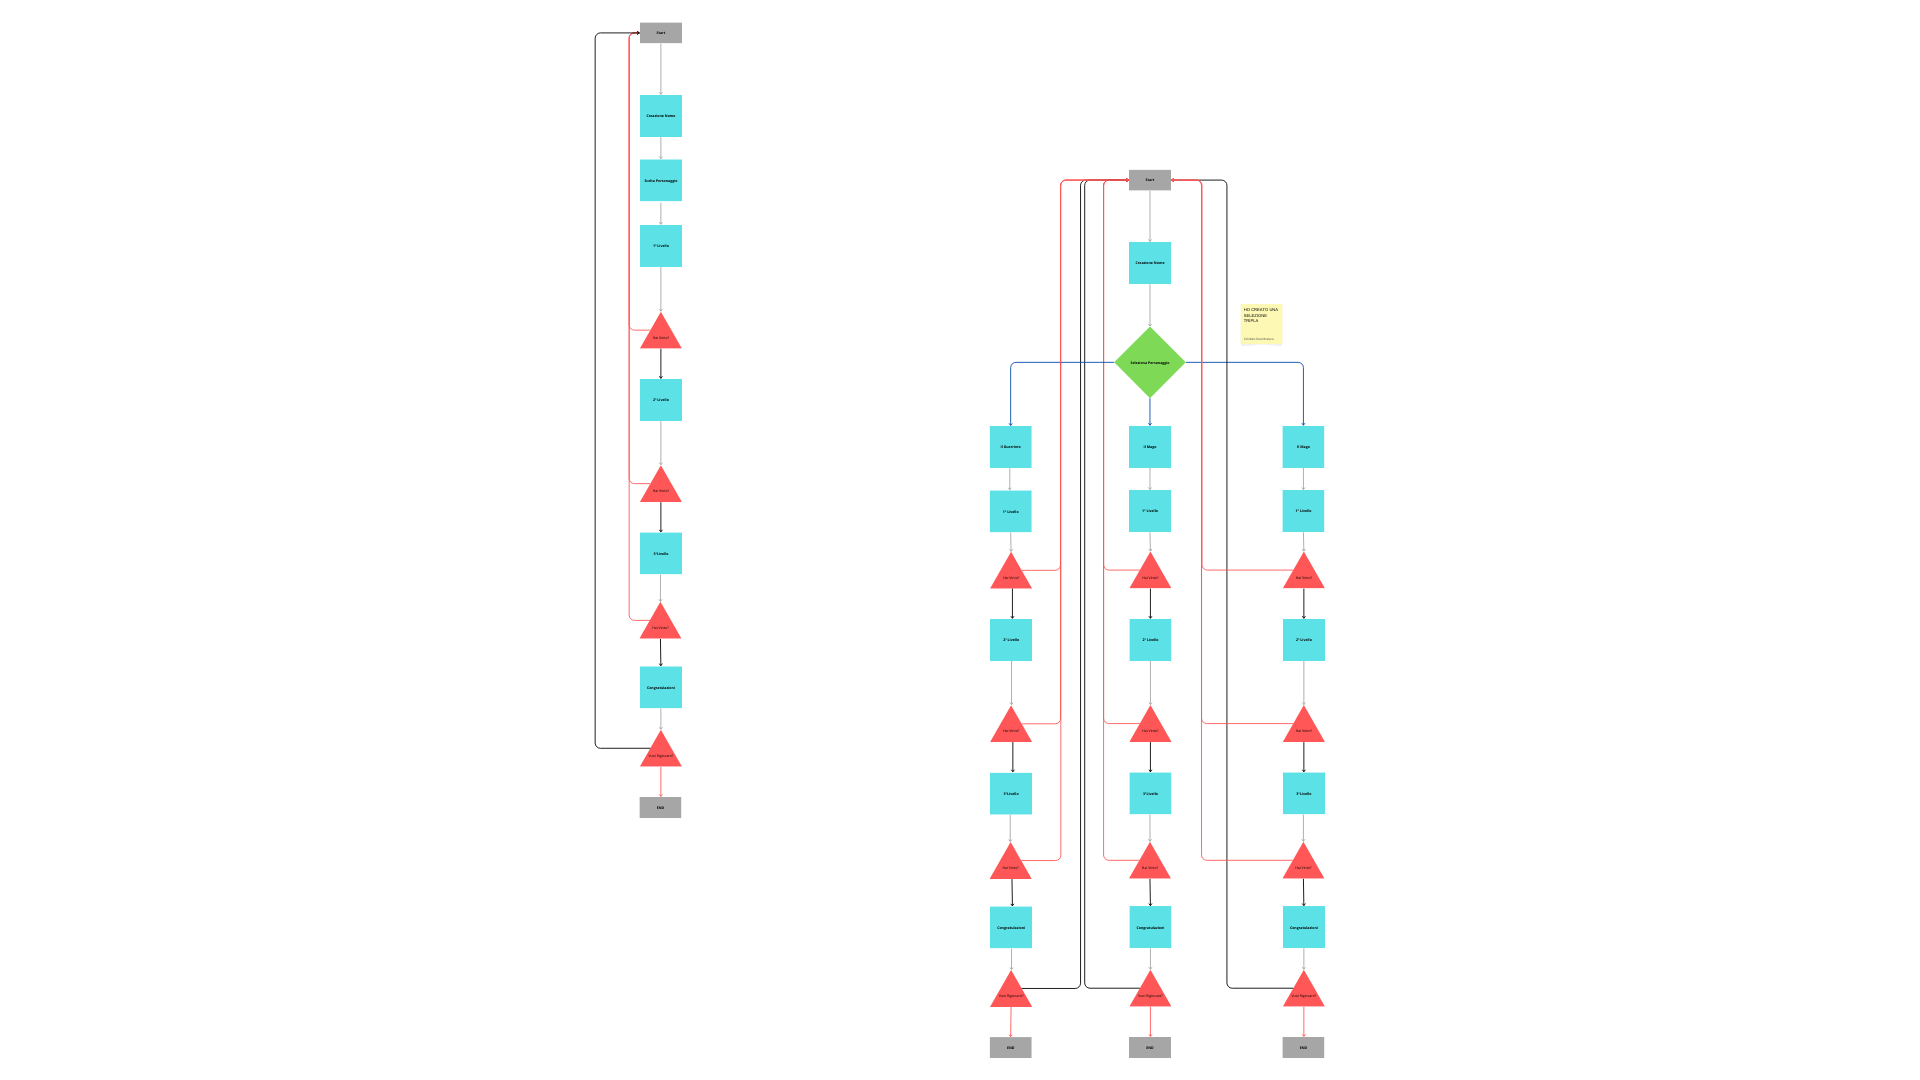 Start
Creazione Nome
Scelta Personaggio
1° Livello
Hai Vinto?
2° Livello
Hai Vinto?
3°Livello
Hai Vinto?
Congratulazioni
Vuoi Rigiocare?
END
Start
Creazione Nome
HO CREATO UNA
SELEZIONE
TRIPLA
Seleziona Personaggio
Il Guerriero
Il Mago
Il Mago
1° Livello
1° Livello
1° Livello
Hai Vinto?
Hai Vinto?
Hai Vinto?
2° Livello
2° Livello
2° Livello
Hai Vinto?
Hai Vinto?
Hai Vinto?
3°Livello
3°Livello
3°Livello
Hai Vinto?
Hai Vinto?
Hai Vinto?
Congratulazioni
Congratulazioni
Congratulazioni
Vuoi Rigiocare?
Vuoi Rigiocare?
Vuoi Rigiocare?
END
END
END